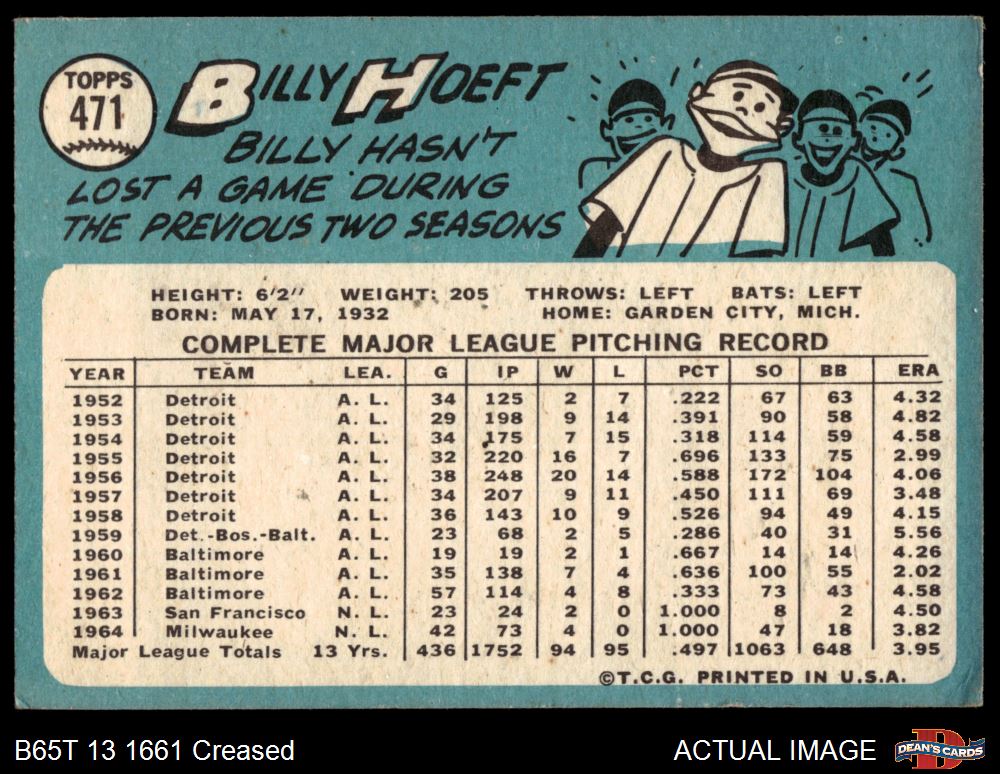 TOPPS
471
BILLY HOEFT
BILLY HASN'T
LOST A GAME DURING
THE PREVIOUS TWO SEASONS
HEIGHT: 6'2" WEIGHT: 205 THROWS: LEFT BATS: LEFT
BORN: MAY 17, 1932 HOME: GARDEN CITY, MICH.
COMPLETE MAJOR LEAGUE PITCHING RECORD
YEAR TEAM LEA. G IP W L PCT SO BB ERA
1952 Detroit A. L. 34 125 2 7 .222 67 63 4.32
1953 Detroit A. L. 29 198 9 14 .391 90 58 4.82
1954 Detroit A. L. 34 175 7 15 .318 114 59 4.58
1955 Detroit A. L. 32 220 16 7 .696 133 75 2.99
1956 Detroit A. L. 38 248 20 14 .588 172 104 4.06
1957 Detroit A. L. 34 207 9 11 .450 111 69 3.48
1958 Detroit A. L. 36 143 10 9 .526 94 49 4.15
1959 Det.-Bos.-Balt. A. L. 23 68 2 5 .286 40 31 5.56
1960 Baltimore A. L. 19 19 2 1 .667 14 14 4.26
1961 Baltimore A. L. 35 138 7 4 .636 100 55 2.02
1962 Baltimore A. L. 57 114 4 8 .333 73 43 4.58
1963 San Francisco N. L. 23 24 2 0 1.000 8 2 4.50
1964 Milwaukee N. L. 42 73 4 0 1.000 47 18 3.82
Major League Totals 13 Yrs. 436 1752 94 95 .497 1063 648 3.95
©T.C.G. PRINTED IN U.S.A.
B65T 13 1661 Creased ACTUAL IMAGE
DEAN'S CARDS